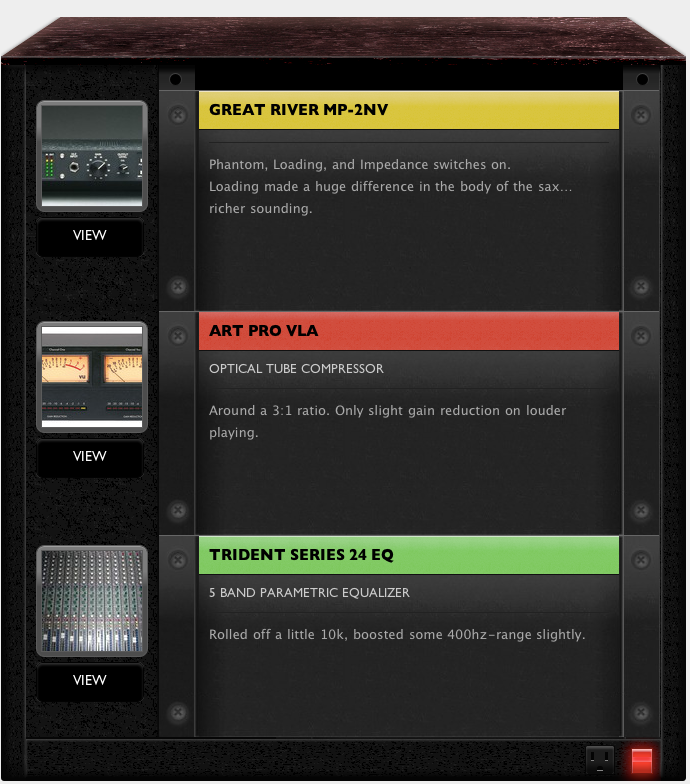 GREAT RIVER MP-2NV
Phantom, Loading, and Impedance switches on.
Loading made a huge difference in the body of the sax...
richer sounding.
VIEW
ART PRO VLA
OPTICAL TUBE COMPRESSOR
Around a 3:1 ratio. Only slight gain reduction on louder
playing.
VIEW
TRIDENT SERIES 24 EQ
5 BAND PARAMETRIC EQUALIZER
Rolled off a little 10k, boosted some 400hz-range slightly.
VIEW